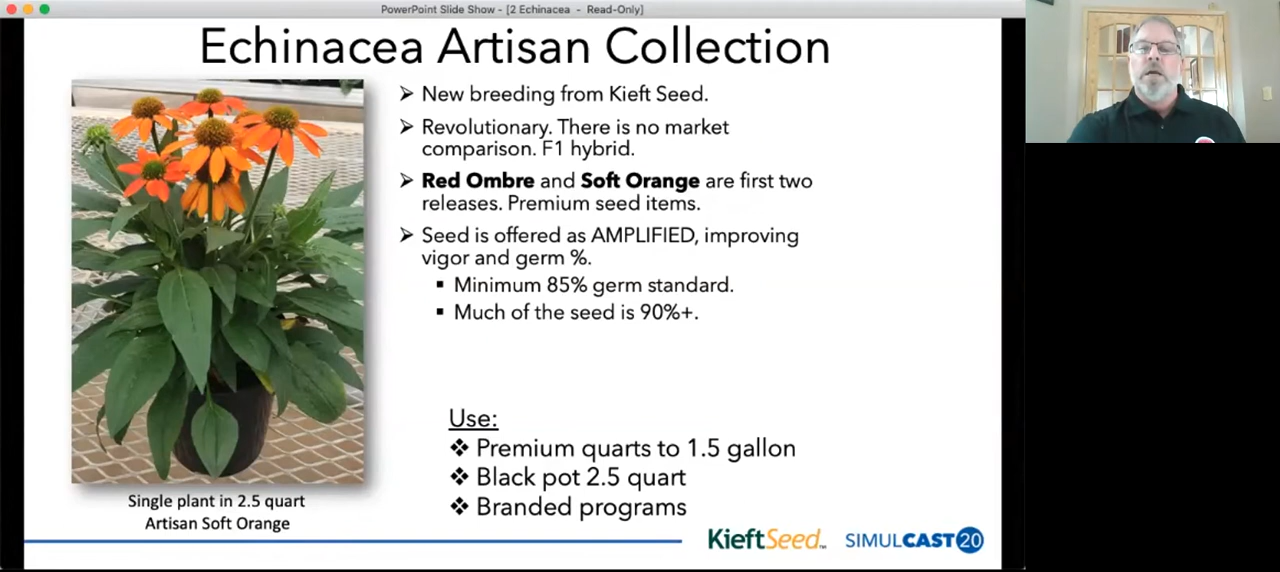 PowerPoint Slide Show - [2 Echinacea - Read-Only]
Echinacea Artisan Collection
➢ New breeding from Kieft Seed.
➢ Revolutionary. There is no market
comparison. F1 hybrid.
➢ Red Ombre and Soft Orange are first two
releases. Premium seed items.
➢ Seed is offered as AMPLIFIED, improving
vigor and germ %.
▪ Minimum 85% germ standard.
▪ Much of the seed is 90%+.
Use:
❖ Premium quarts to 1.5 gallon
❖ Black pot 2.5 quart
❖ Branded programs
Single plant in 2.5 quart
Artisan Soft Orange
KieftSeed™
SIMULCAST20